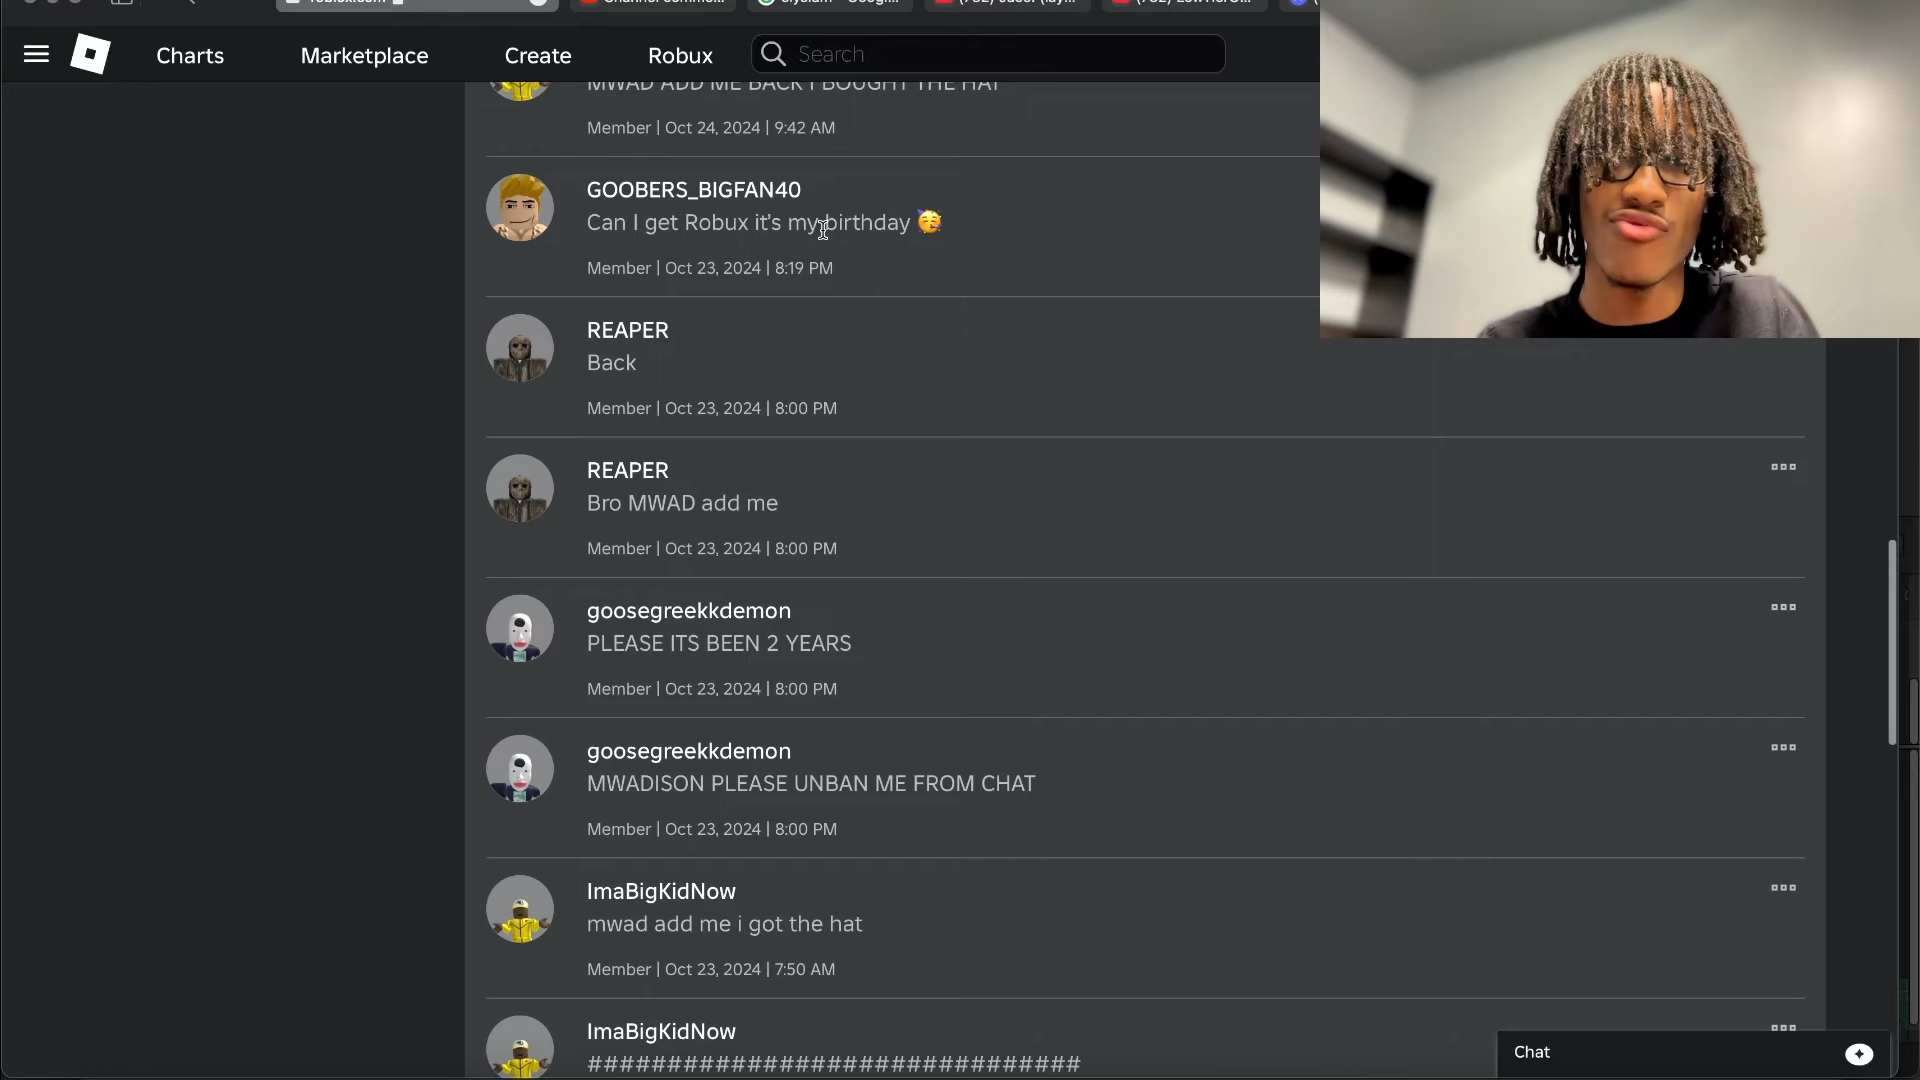 Charts
Marketplace
Create
Robux
Search
MWAD ADD ME BACK I BOUGHT THE HAT
Member | Oct 24, 2024 | 9:42 AM
GOOBERS_BIGFAN40
Can I get Robux it's my birthday 🥳
Member | Oct 23, 2024 | 8:19 PM
REAPER
Back
Member | Oct 23, 2024 | 8:00 PM
REAPER
Bro MWAD add me
Member | Oct 23, 2024 | 8:00 PM
goosegreekkdemon
PLEASE ITS BEEN 2 YEARS
Member | Oct 23, 2024 | 8:00 PM
goosegreekkdemon
MWADISON PLEASE UNBAN ME FROM CHAT
Member | Oct 23, 2024 | 8:00 PM
ImaBigKidNow
mwad add me i got the hat
Member | Oct 23, 2024 | 7:50 AM
ImaBigKidNow
###############################
Chat